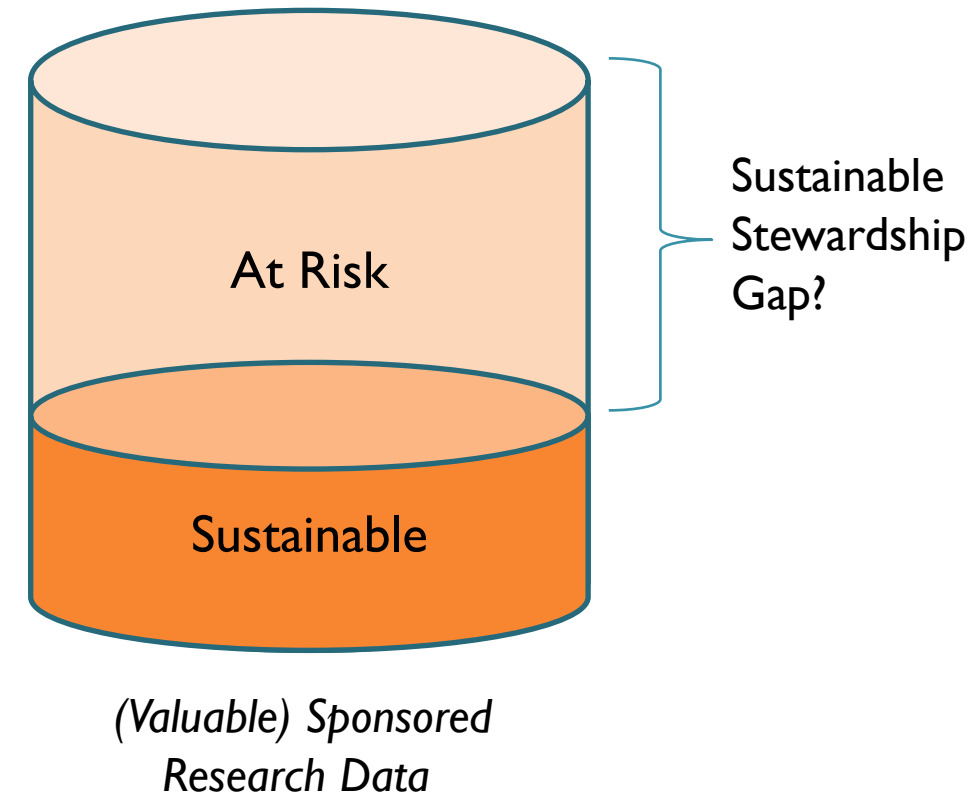 At Risk
Sustainable
Stewardship
Gap?
Sustainable
(Valuable) Sponsored
Research Data